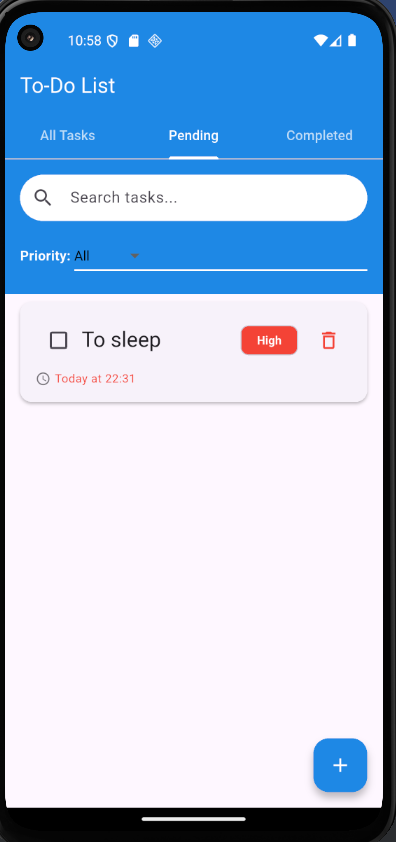 10:58
To-Do List
All Tasks Pending Completed
Search tasks...
Priority: All
To sleep High
Today at 22:31
+